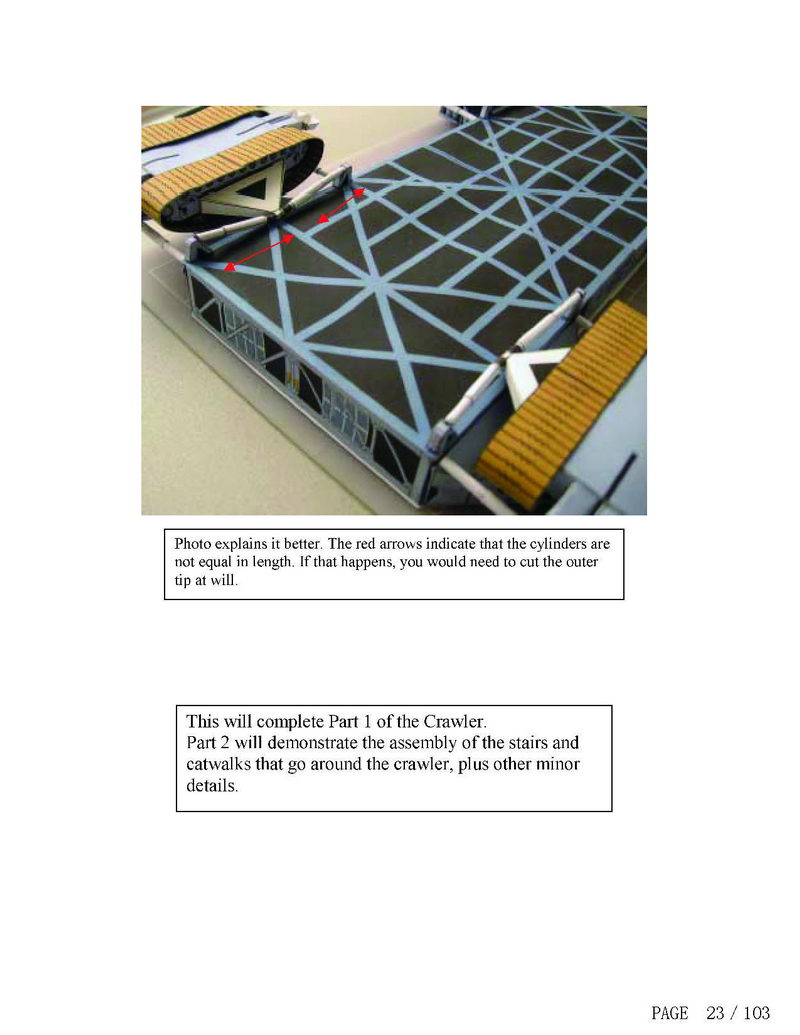 Photo explains it better. The red arrows indicate that the cylinders are
not equal in length. If that happens, you would need to cut the outer
tip at will.
This will complete Part 1 of the Crawler.
Part 2 will demonstrate the assembly of the stairs and
catwalks that go around the crawler, plus other minor
details.
PAGE 23 / 103